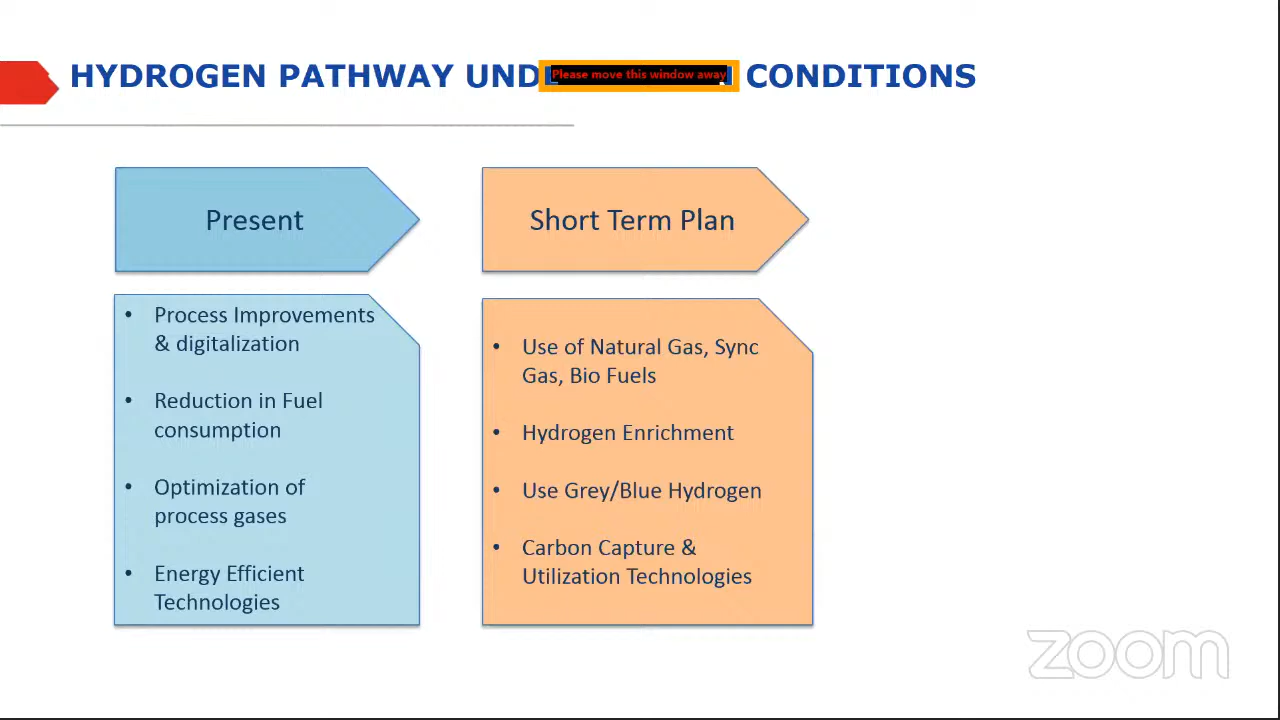 HYDROGEN PATHWAY UND Please move this window away CONDITIONS
Present
• Process Improvements
& digitalization
• Reduction in Fuel
consumption
• Optimization of
process gases
• Energy Efficient
Technologies
Short Term Plan
• Use of Natural Gas, Sync
Gas, Bio Fuels
• Hydrogen Enrichment
• Use Grey/Blue Hydrogen
• Carbon Capture &
Utilization Technologies
zoom